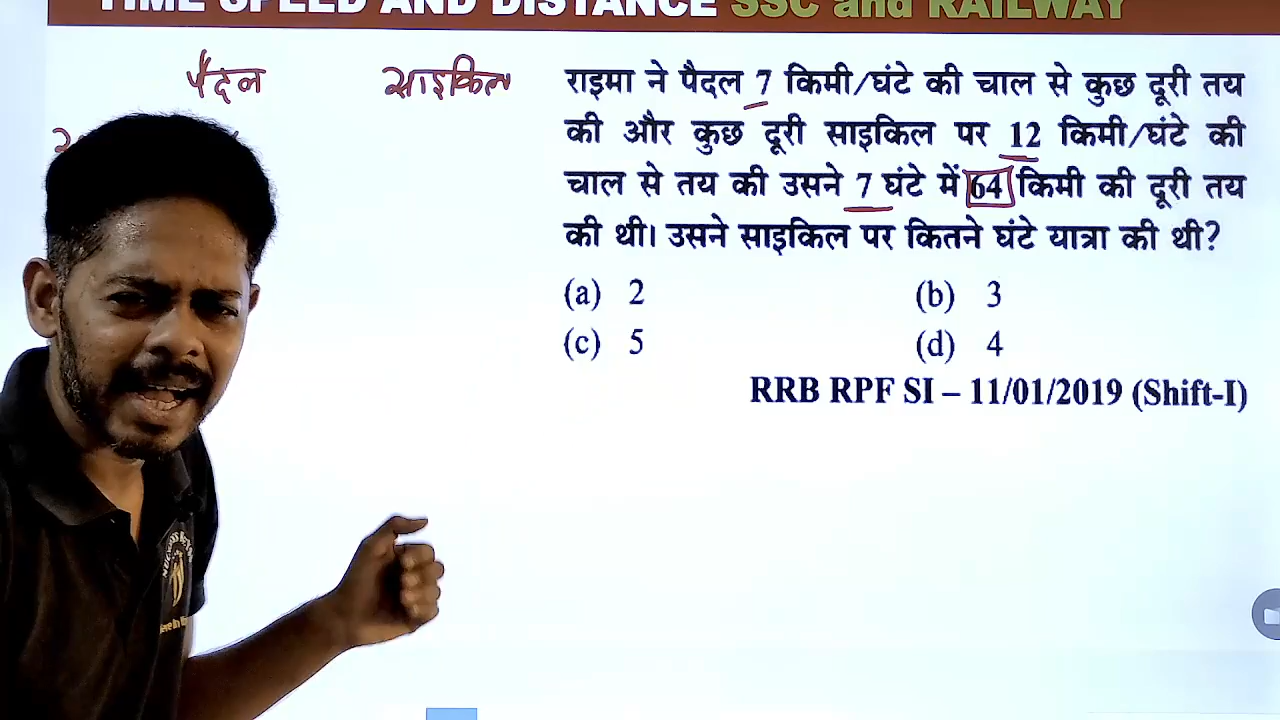 TIME SPEED AND DISTANCE SSC and RAILWAY
पैदल साइकिल
राइमा ने पैदल 7 किमी/घंटे की चाल से कुछ दूरी तय
की और कुछ दूरी साइकिल पर 12 किमी/घंटे की
चाल से तय की उसने 7 घंटे में 64 किमी की दूरी तय
की थी। उसने साइकिल पर कितने घंटे यात्रा की थी?
(a) 2 (b) 3
(c) 5 (d) 4
RRB RPF SI – 11/01/2019 (Shift-I)